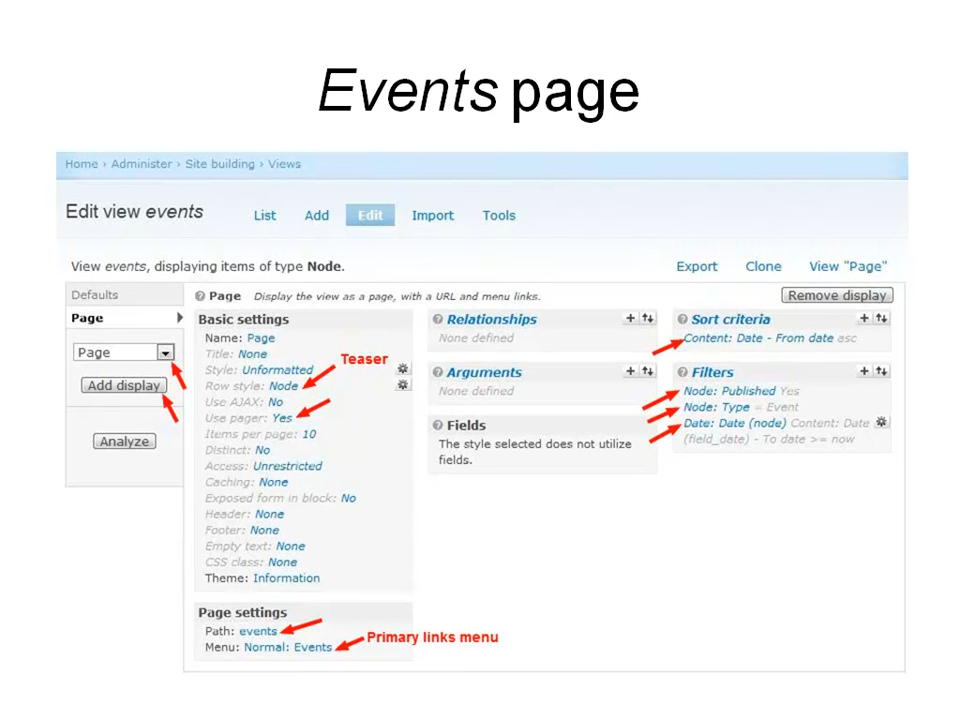 Events page
Home › Administer › Site building › Views
Edit view events
List
Add
Edit
Import
Tools
View events, displaying items of type Node.
Export
Clone
View "Page"
Defaults
Page
Page
Add display
Analyze
Page Display the view as a page, with a URL and menu links.
Remove display
Basic settings
Name: Page
Title: None
Style: Unformatted
Row style: Node
Teaser
Use AJAX: No
Use pager: Yes
Items per page: 10
Distinct: No
Access: Unrestricted
Caching: None
Exposed form in block: No
Header: None
Footer: None
Empty text: None
CSS class: None
Theme: Information
Page settings
Path: events
Menu: Normal: Events
Primary links menu
Relationships
None defined
Arguments
None defined
Fields
The style selected does not utilize
fields.
Sort criteria
Content: Date - From date asc
Filters
Node: Published Yes
Node: Type = Event
Date: Date (node) Content: Date
(field_date) - To date >= now